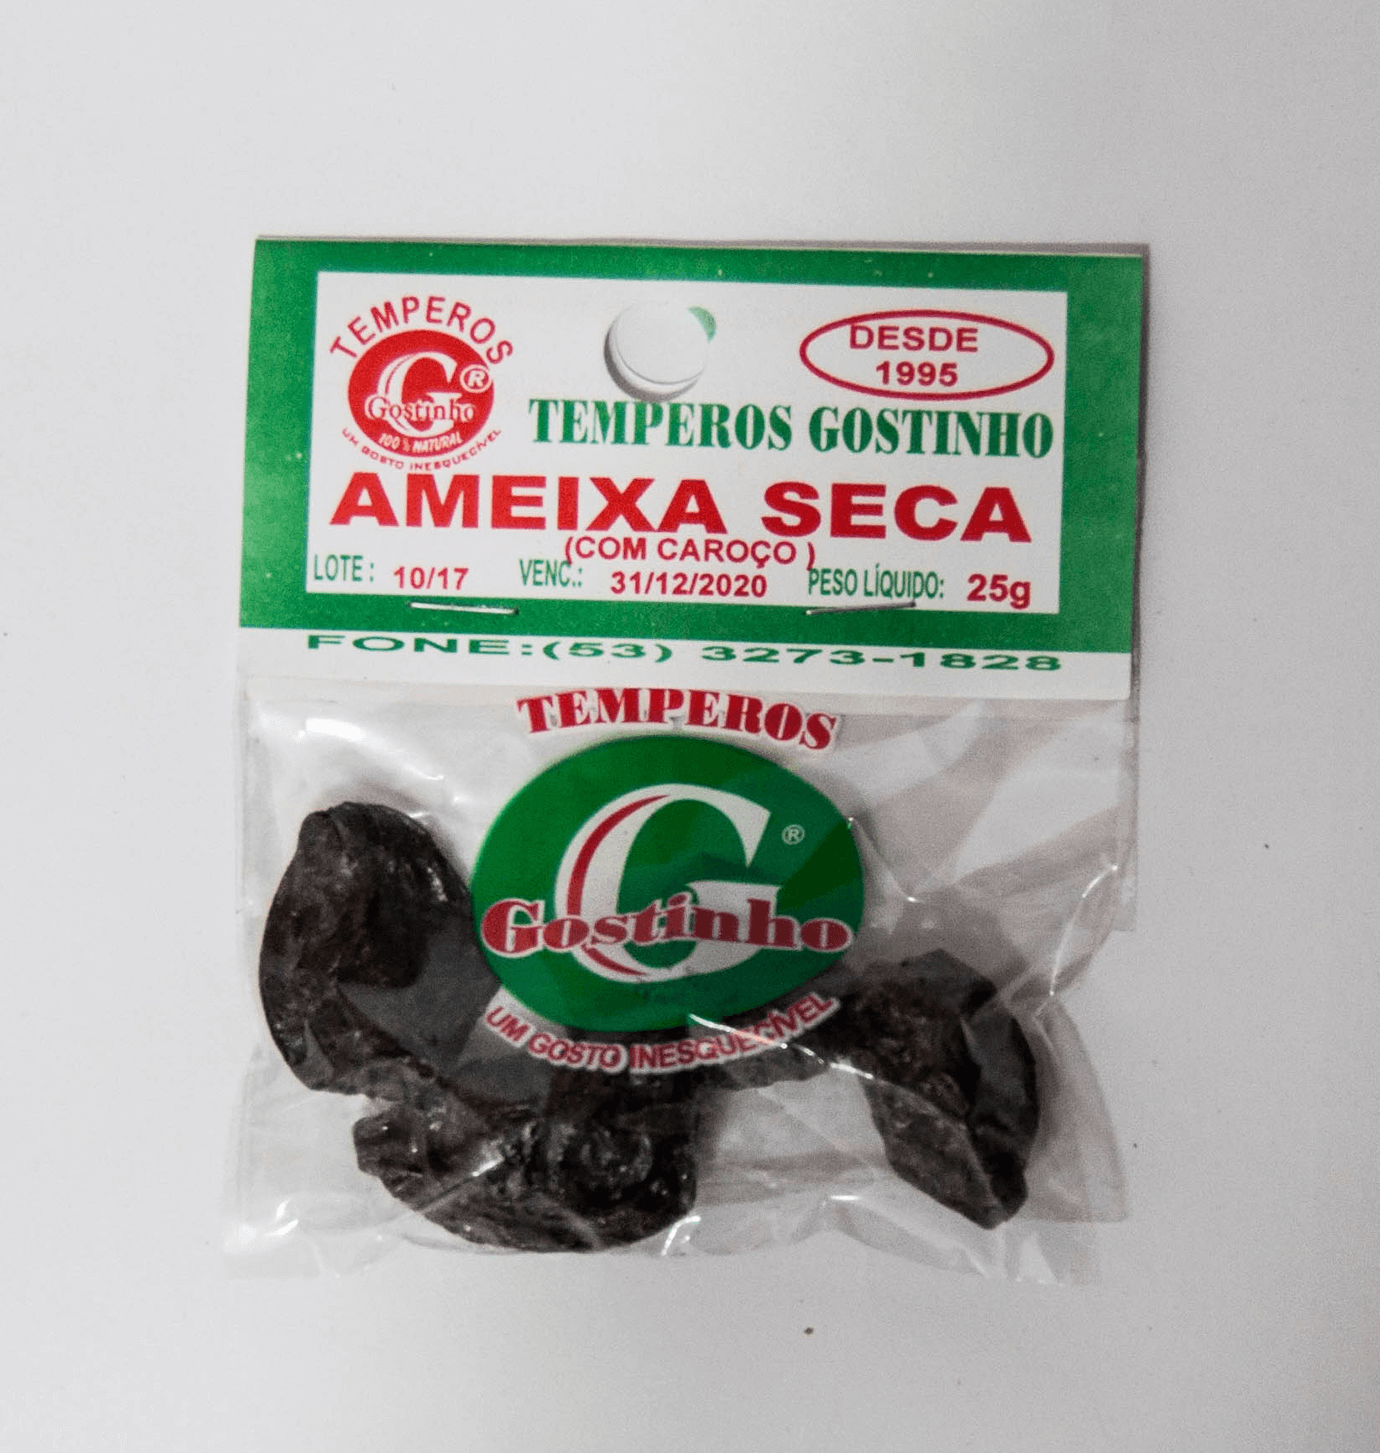 TEMPEROS
G®
Gostinho
100% NATURAL
UM GOSTO INESQUECÍVEL
DESDE
1995
TEMPEROS GOSTINHO
AMEIXA SECA
(COM CAROÇO )
LOTE : 10/17 VENC.: 31/12/2020 PESO LÍQUIDO: 25g
FONE:(53) 3273-1828
TEMPEROS
G®
Gostinho
UM GOSTO INESQUECÍVEL